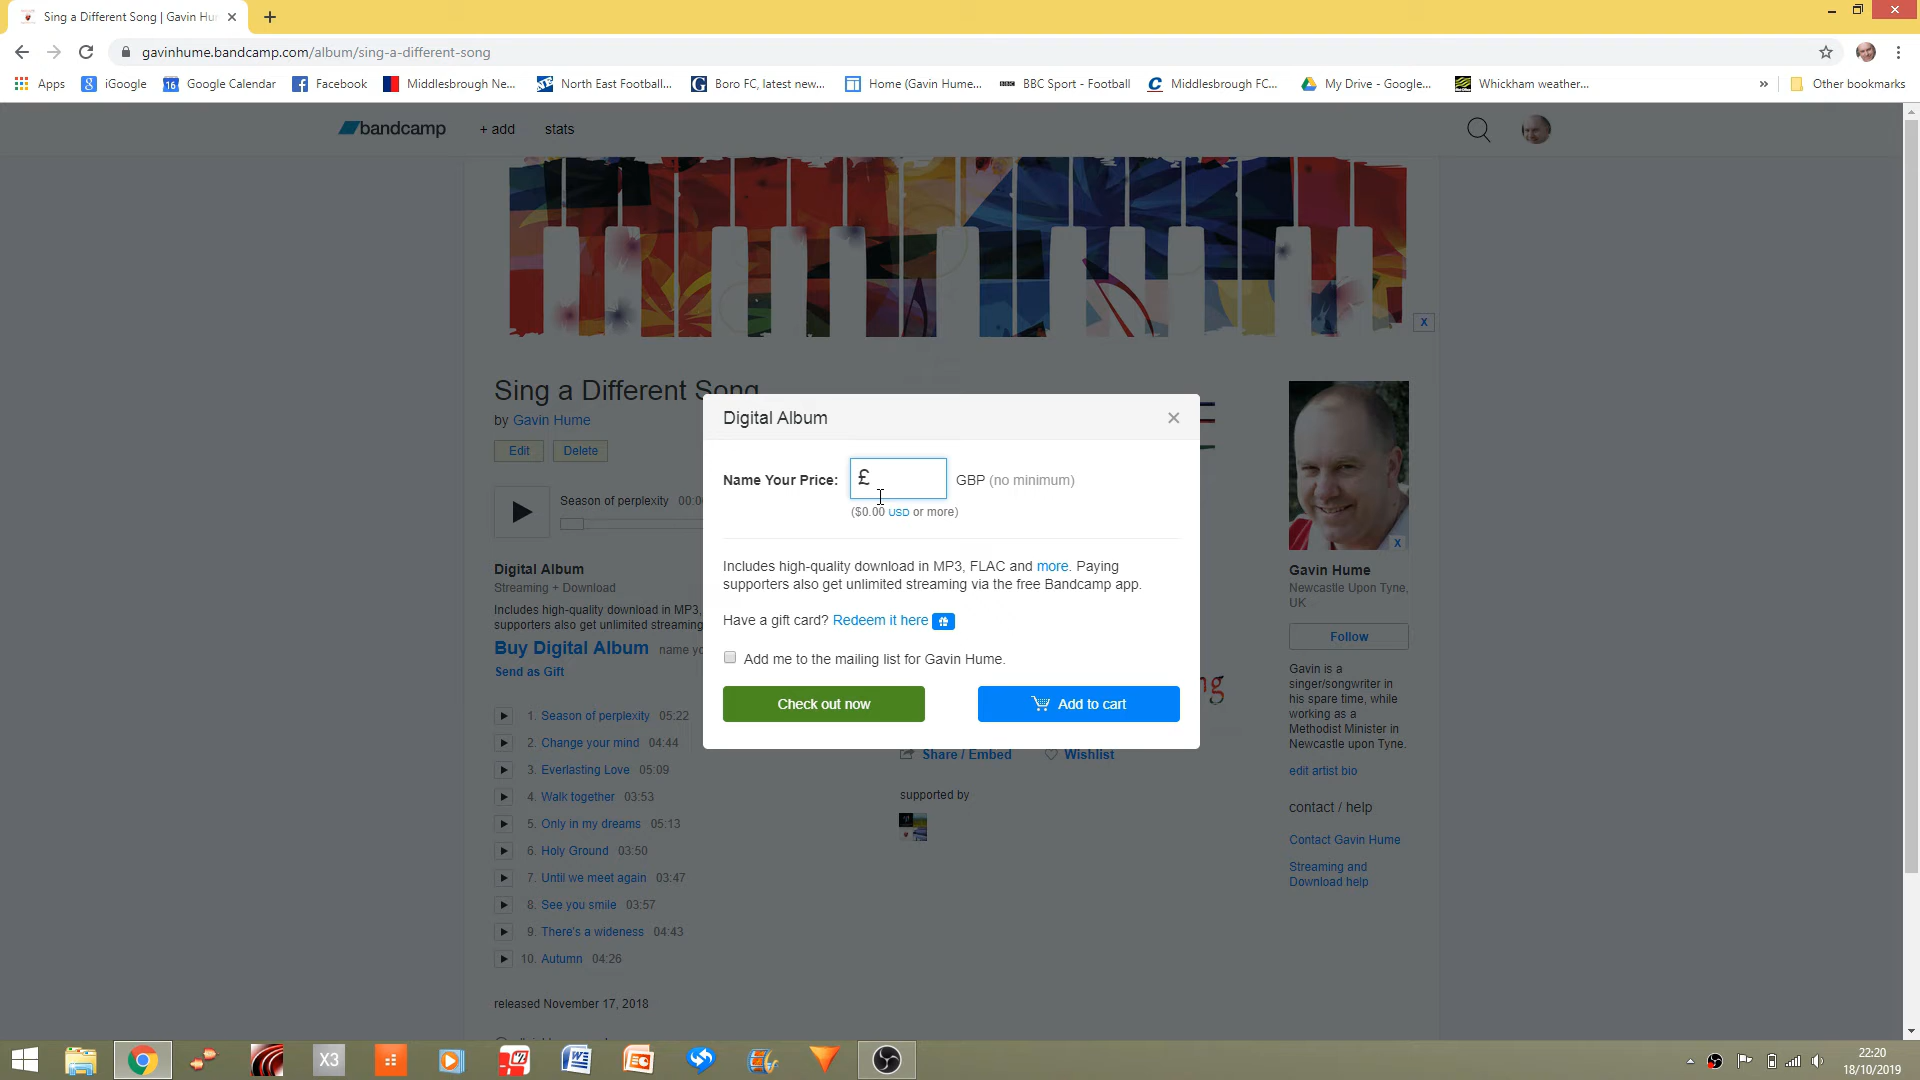 Sing a Different Song | Gavin Hu
gavinhume.bandcamp.com/album/sing-a-different-song
Apps
iGoogle
Google Calendar
Facebook
Middlesbrough Ne...
North East Football...
Boro FC, latest new...
Home (Gavin Hume...
BBC Sport - Football
Middlesbrough FC...
My Drive - Google...
Whickham weather...
»
Other bookmarks
bandcamp
+ add
stats
X
Sing a Different Song
by Gavin Hume
Edit
Delete
Season of perplexity 00:0
Digital Album
Streaming + Download
Includes high-quality download in MP3,
supporters also get unlimited streaming
Buy Digital Album name yo
Send as Gift
1. Season of perplexity 05:22
2. Change your mind 04:44
3. Everlasting Love 05:09
4. Walk together 03:53
5. Only in my dreams 05:13
6. Holy Ground 03:50
7. Until we meet again 03:47
8. See you smile 03:57
9. There's a wideness 04:43
10. Autumn 04:26
released November 17, 2018
Digital Album
×
Name Your Price:
£
GBP (no minimum)
($0.00 USD or more)
Includes high-quality download in MP3, FLAC and more. Paying
supporters also get unlimited streaming via the free Bandcamp app.
Have a gift card? Redeem it here
Add me to the mailing list for Gavin Hume.
Check out now
Add to cart
ng
Share / Embed
Wishlist
supported by
X
Gavin Hume
Newcastle Upon Tyne,
UK
Follow
Gavin is a
singer/songwriter in
his spare time, while
working as a
Methodist Minister in
Newcastle upon Tyne.
edit artist bio
contact / help
Contact Gavin Hume
Streaming and
Download help
X3
22:20
18/10/2019